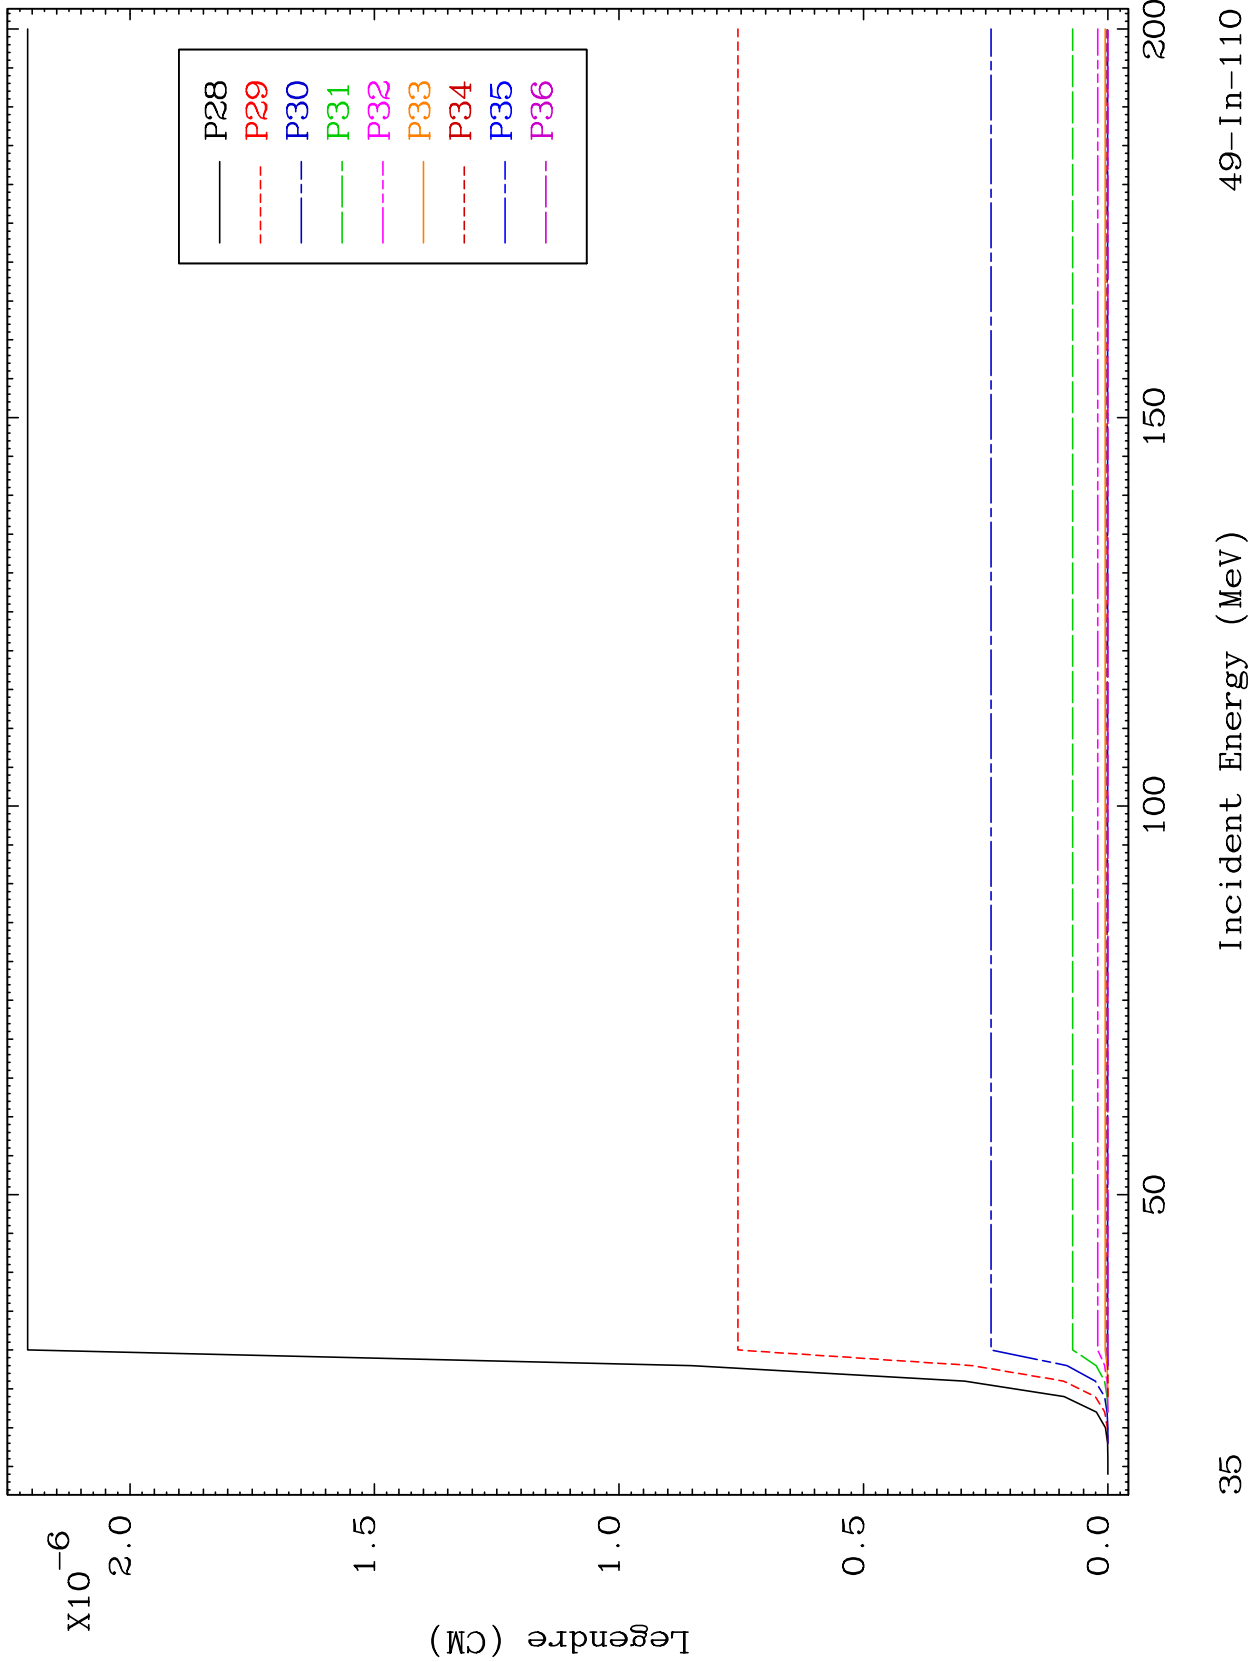 X10-6
2.0
1.5
1.0
0.5
0.0
Legendre (CM)
P28
P29
P30
P31
P32
P33
P34
P35
P36
50
100
150
200
35
Incident Energy (MeV)
49-In-110